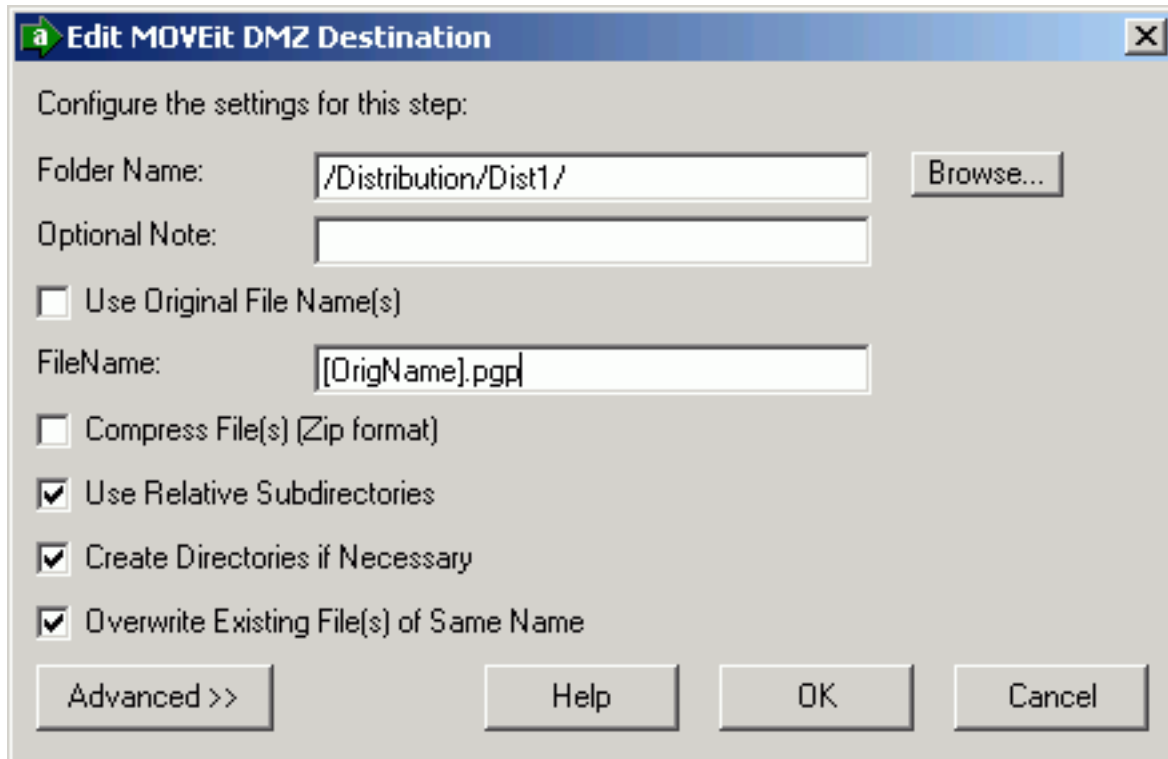 a Edit MOVEit DMZ Destination
Configure the settings for this step:
Folder Name: /Distribution/Dist1/ Browse...
Optional Note:
Use Original File Name(s)
FileName: [OrigName].pgp
Compress File(s) (Zip format)
Use Relative Subdirectories
Create Directories if Necessary
Overwrite Existing File(s) of Same Name
Advanced >> Help OK Cancel